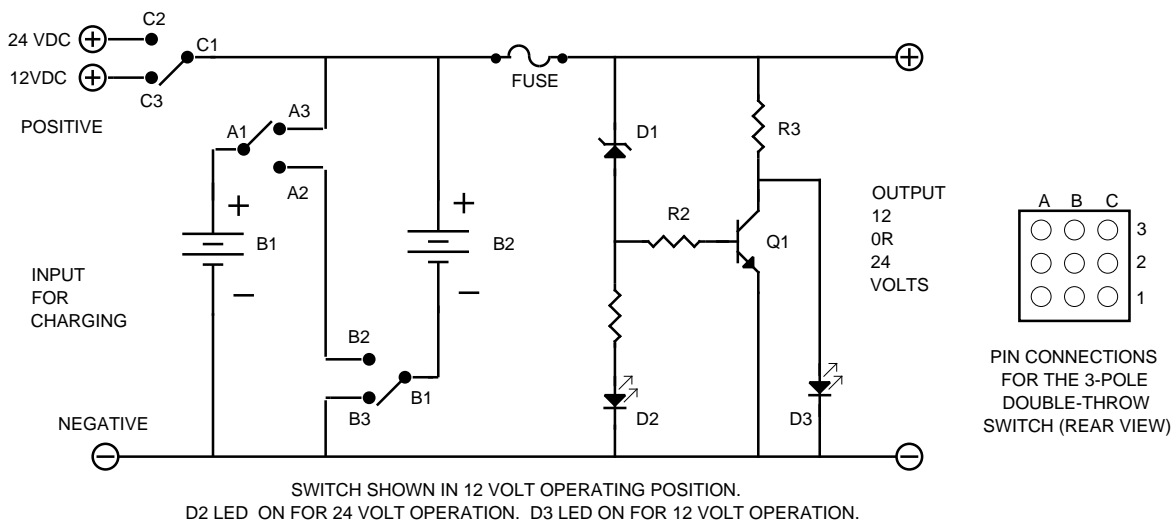 C2
24 VDC
C1
12VDC
C3
POSITIVE
FUSE
A3
A1
A2
D1
R3
+
B1
−
+
B2
−
R2
Q1
OUTPUT
12
0R
24
VOLTS
A B C
3
2
1
INPUT
FOR
CHARGING
B2
B1
B3
D2
D3
PIN CONNECTIONS
FOR THE 3-POLE
DOUBLE-THROW
SWITCH (REAR VIEW)
NEGATIVE
SWITCH SHOWN IN 12 VOLT OPERATING POSITION.
D2 LED ON FOR 24 VOLT OPERATION. D3 LED ON FOR 12 VOLT OPERATION.